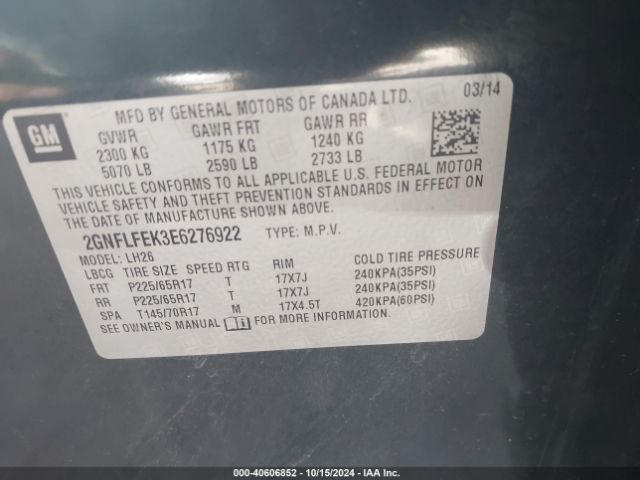 GM
MFD BY GENERAL MOTORS OF CANADA LTD. 03/14
GVWR GAWR FRT GAWR RR
2300 KG 1175 KG 1240 KG
5070 LB 2590 LB 2733 LB
THIS VEHICLE CONFORMS TO ALL APPLICABLE U.S. FEDERAL MOTOR
VEHICLE SAFETY AND THEFT PREVENTION STANDARDS IN EFFECT ON
THE DATE OF MANUFACTURE SHOWN ABOVE.
2GNFLFEK3E6276922 TYPE: M.P.V.
MODEL: LH26
LBCG TIRE SIZE SPEED RTG RIM COLD TIRE PRESSURE
FRT P225/65R17 T 17X7J 240KPA(35PSI)
RR P225/65R17 T 17X7J 240KPA(35PSI)
SPA T145/70R17 M 17X4.5T 420KPA(60PSI)
SEE OWNER'S MANUAL FOR MORE INFORMATION.
000-40606852 - 10/15/2024 - IAA Inc.